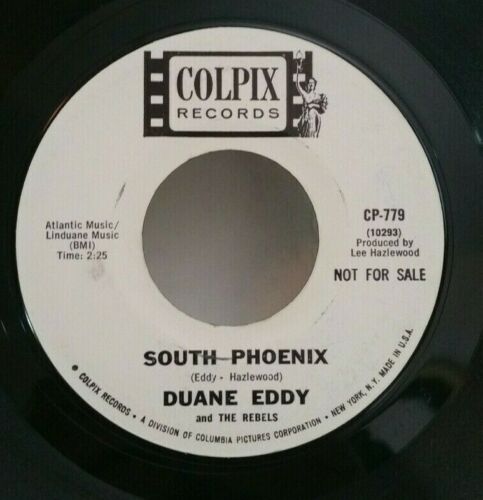 COLPIX
RECORDS
Atlantic Music/
Linduane Music
(BMI)
Time: 2:25
CP-779
(10293)
Produced by
Lee Hazlewood
NOT FOR SALE
SOUTH PHOENIX
(Eddy - Hazlewood)
DUANE EDDY
and THE REBELS
• COLPIX RECORDS • A DIVISION OF COLUMBIA PICTURES CORPORATION • NEW YORK, N.Y. MADE IN U.S.A.